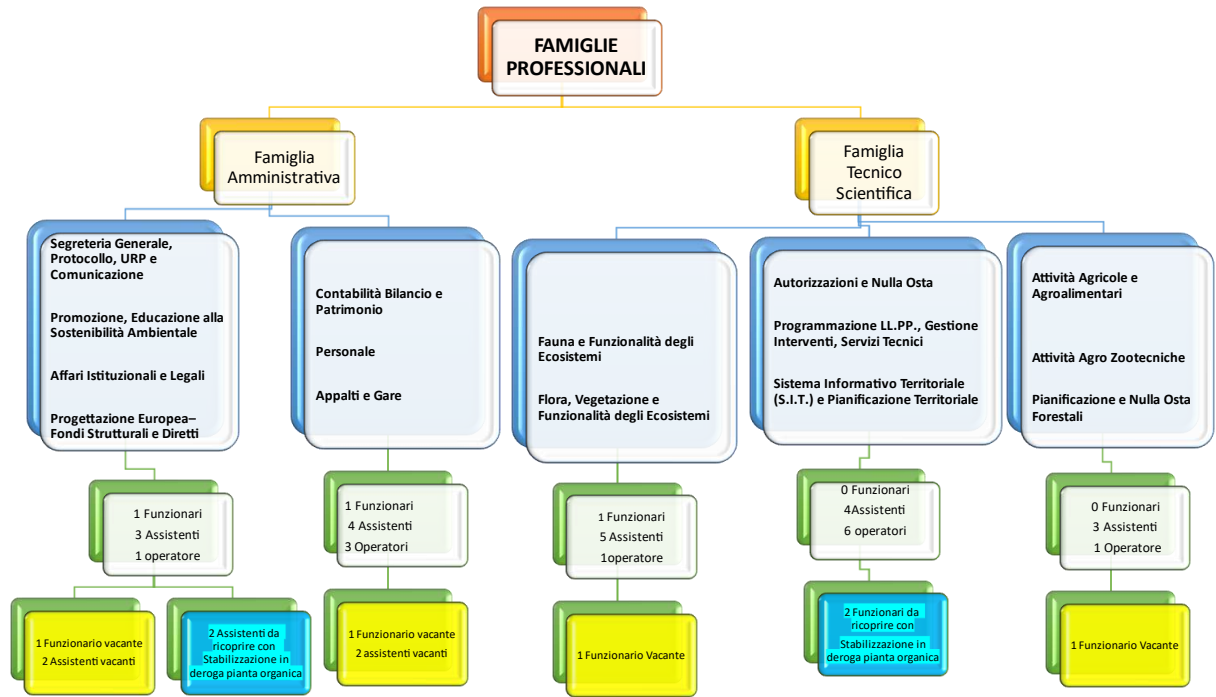 FAMIGLIE
PROFESSIONALI
Famiglia
Amministrativa
Famiglia
Tecnico
Scientifica
Segreteria Generale,
Protocollo, URP e
Comunicazione
Promozione, Educazione alla
Sostenibilità Ambientale
Affari Istituzionali e Legali
Progettazione Europea–
Fondi Strutturali e Diretti
Contabilità Bilancio e
Patrimonio
Personale
Appalti e Gare
Fauna e Funzionalità degli
Ecosistemi
Flora, Vegetazione e
Funzionalità degli Ecosistemi
Autorizzazioni e Nulla Osta
Programmazione LL.PP., Gestione
Interventi, Servizi Tecnici
Sistema Informativo Territoriale
(S.I.T.) e Pianificazione Territoriale
Attività Agricole e
Agroalimentari
Attività Agro Zootecniche
Pianificazione e Nulla Osta
Forestali
1 Funzionari
3 Assistenti
1 operatore
1 Funzionari
4 Assistenti
3 Operatori
1 Funzionari
5 Assistenti
1operatore
0 Funzionari
4Assistenti
6 operatori
0 Funzionari
3 Assistenti
1 Operatore
1 Funzionario vacante
2 Assistenti vacanti
2 Assistenti da
ricoprire con
Stabilizzazione in
deroga pianta organica
1 Funzionario vacante
2 assistenti vacanti
1 Funzionario Vacante
2 Funzionari da
ricoprire con
Stabilizzazione in
deroga pianta organica
1 Funzionario Vacante